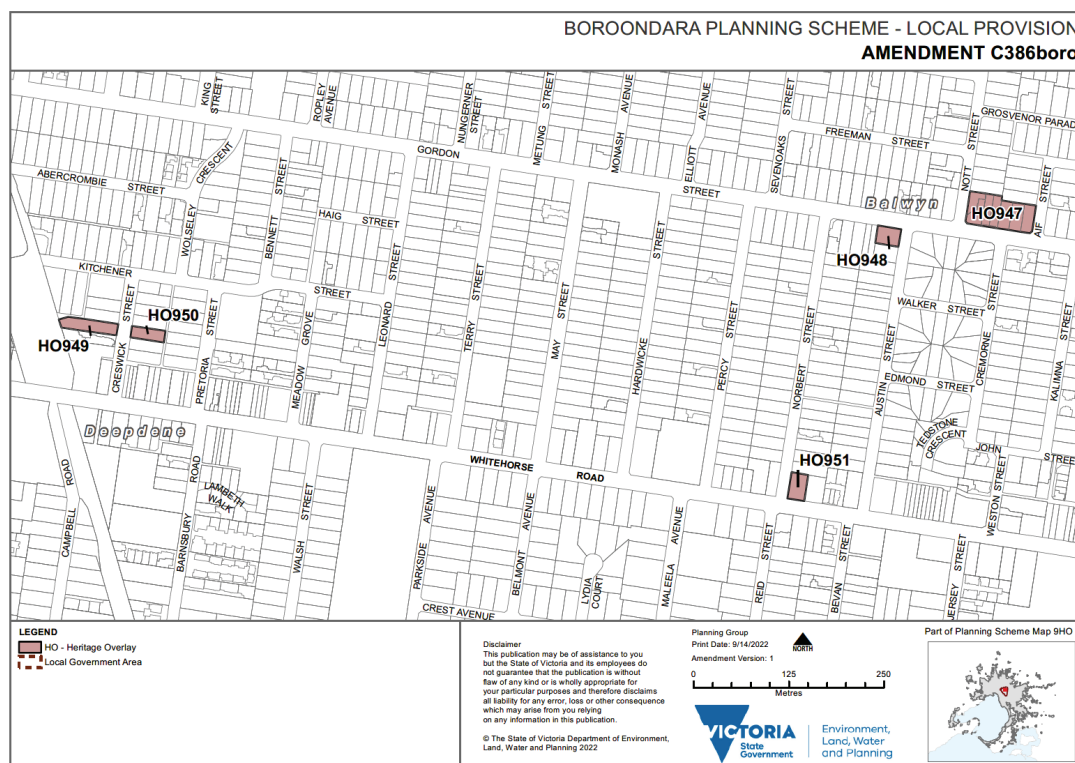 BOROONDARA PLANNING SCHEME - LOCAL PROVISION
AMENDMENT C386boro
KING
STREET
ROPLEY
AVENUE
NUNGERNER
STREET
METUNG
STREET
MONASH
AVENUE
ELLIOTT
AVENUE
SEVENOAKS
STREET
FREEMAN
STREET
NOTT
STREET
GROSVENOR PARAD
AIF
STREET
GORDON
STREET
ABERCROMBIE
STREET
WOLSELEY
CRESCENT
BENNETT
STREET
HAIG
STREET
LEONARD
STREET
TERRY
STREET
MAY
STREET
HARDWICKE
STREET
PERCY
STREET
NORBERT
STREET
AUSTIN
STREET
Balwyn
HO947
HO948
WALKER
STREET
CREMORNE
STREET
KALIMNA
STREET
EDMOND
STREET
TEDSTONE
CRESCENT
JOHN
STREE
WESTON
STREET
KITCHENER
STREET
CRESWICK
STREET
PRETORIA
STREET
MEADOW
GROVE
HO949
HO950
Deepdene
WHITEHORSE
ROAD
HO951
CAMPBELL
ROAD
BARNSBURY
ROAD
LAMBETH
WALK
WALSH
STREET
PARKSIDE
AVENUE
BELMONT
AVENUE
LYDIA
COURT
MALEELA
AVENUE
REID
STREET
BEVAN
STREET
JERSEY
STREET
CREST AVENUE
LEGEND
HO - Heritage Overlay
Local Government Area
Disclaimer
This publication may be of assistance to you
but the State of Victoria and its employees do
not guarantee that the publication is without
flaw of any kind or is wholly appropriate for
your particular purposes and therefore disclaims
all liability for any error, loss or other consequence
which may arise from you relying
on any information in this publication.
© The State of Victoria Department of Environment,
Land, Water and Planning 2022
Planning Group
Print Date: 9/14/2022
Amendment Version: 1
NORTH
0 125 250
Metres
VICTORIA
State
Government
Environment,
Land, Water
and Planning
Part of Planning Scheme Map 9HO